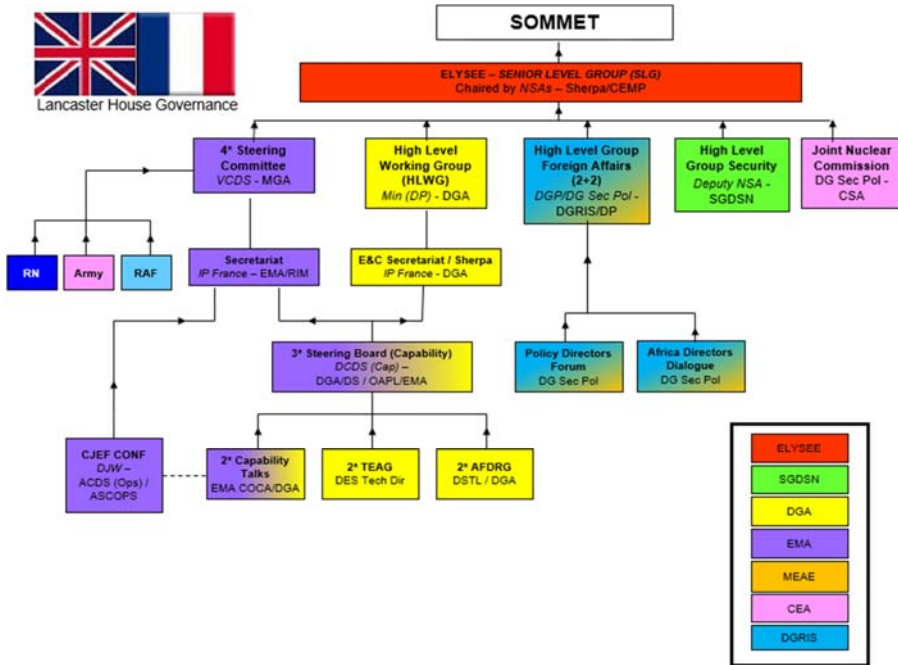 SOMMET
Lancaster House Governance
ELYSEE – SENIOR LEVEL GROUP (SLG)
Chaired by NSAs – Sherpa/CEMP
4* Steering
Committee
VCDS - MGA
High Level
Working Group
(HLWG)
Min (DP) - DGA
High Level Group
Foreign Affairs
(2+2)
DGP/DG Sec Pol -
DGRIS/DP
High Level
Group Security
Deputy NSA -
SGDSN
Joint Nuclear
Commission
DG Sec Pol -
CSA
RN
Army
RAF
Secretariat
IP France – EMA/RIM
E&C Secretariat / Sherpa
IP France - DGA
3* Steering Board (Capability)
DCDS (Cap) –
DGA/DS / OAPL/EMA
Policy Directors
Forum
DG Sec Pol
Africa Directors
Dialogue
DG Sec Pol
CJEF CONF
DJW –
ACDS (Ops) /
ASCOPS
2* Capability
Talks
EMA COCA/DGA
2* TEAG
DES Tech Dir
2* AFDRG
DSTL / DGA
ELYSEE
SGDSN
DGA
EMA
MEAE
CEA
DGRIS